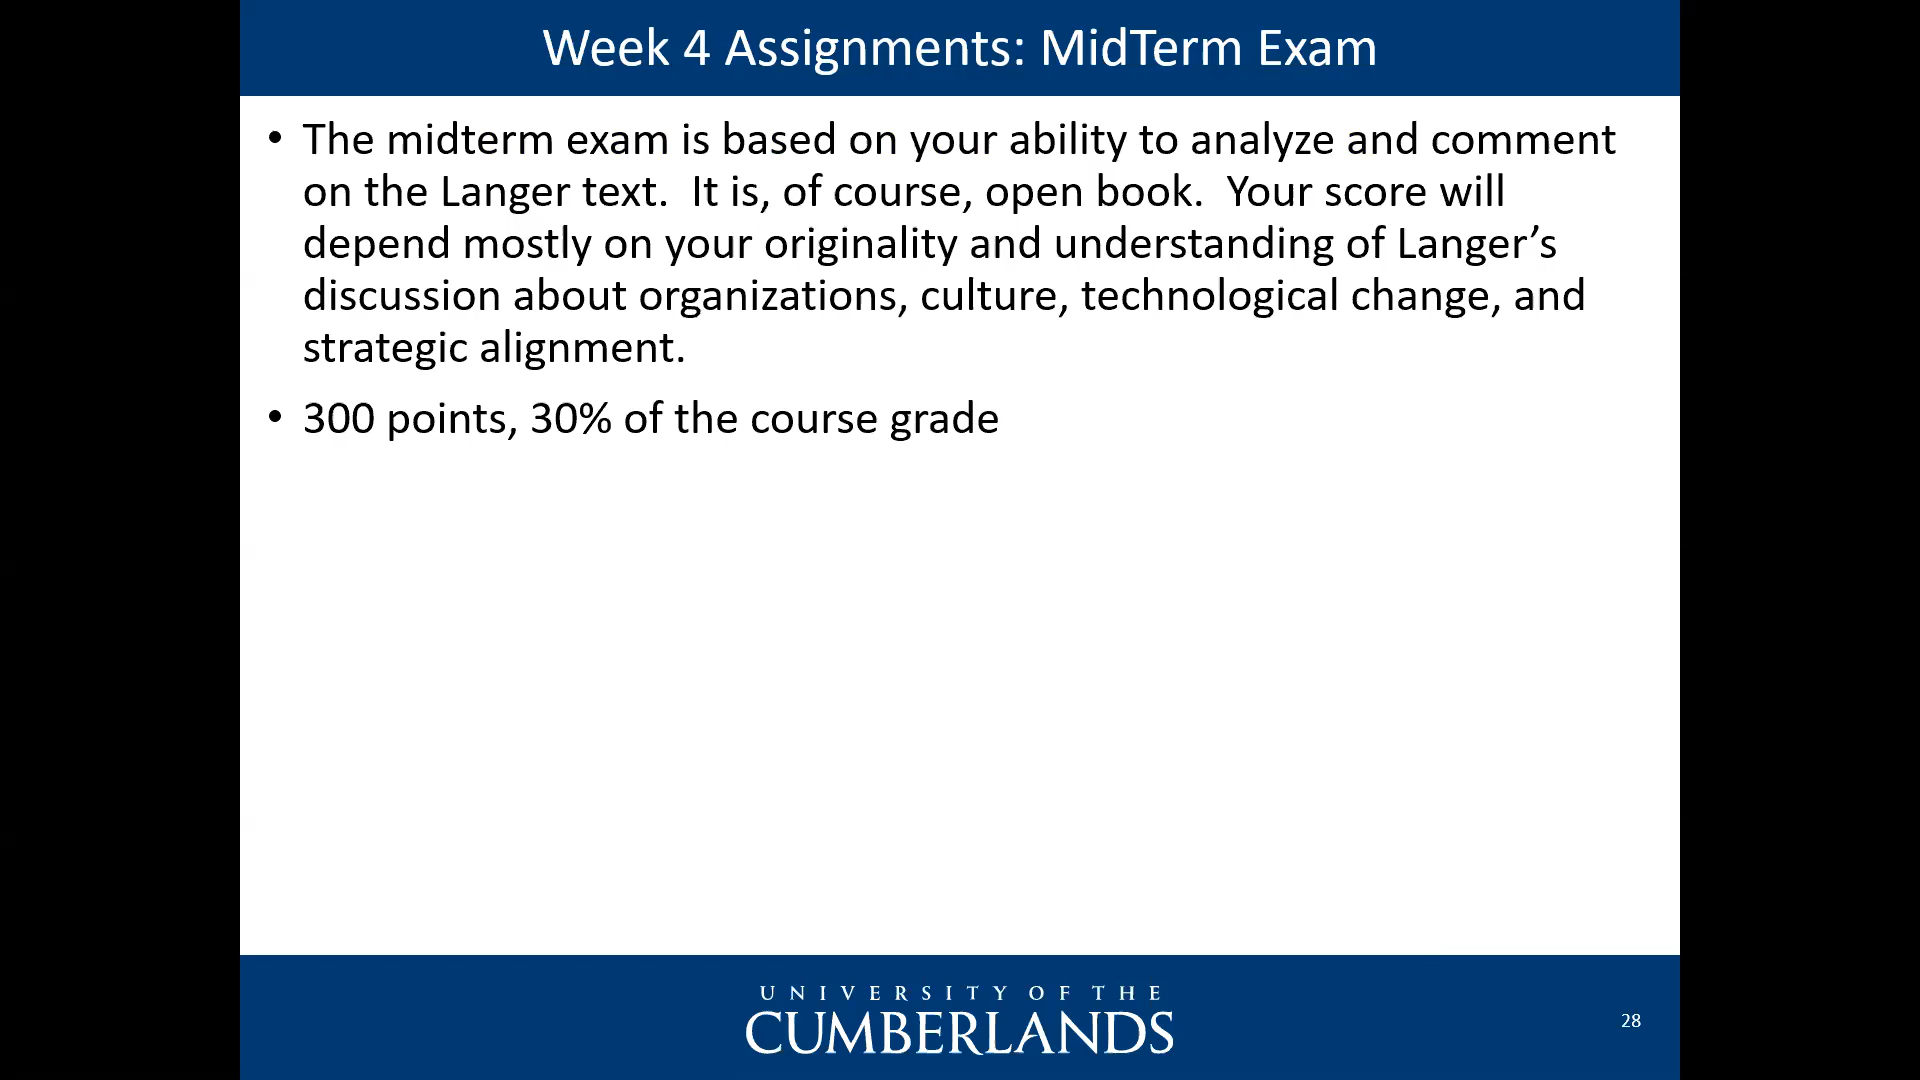 Week 4 Assignments: MidTerm Exam
• The midterm exam is based on your ability to analyze and comment
on the Langer text.  It is, of course, open book.  Your score will
depend mostly on your originality and understanding of Langer’s
discussion about organizations, culture, technological change, and
strategic alignment.
• 300 points, 30% of the course grade
UNIVERSITY OF THE
CUMBERLANDS
28